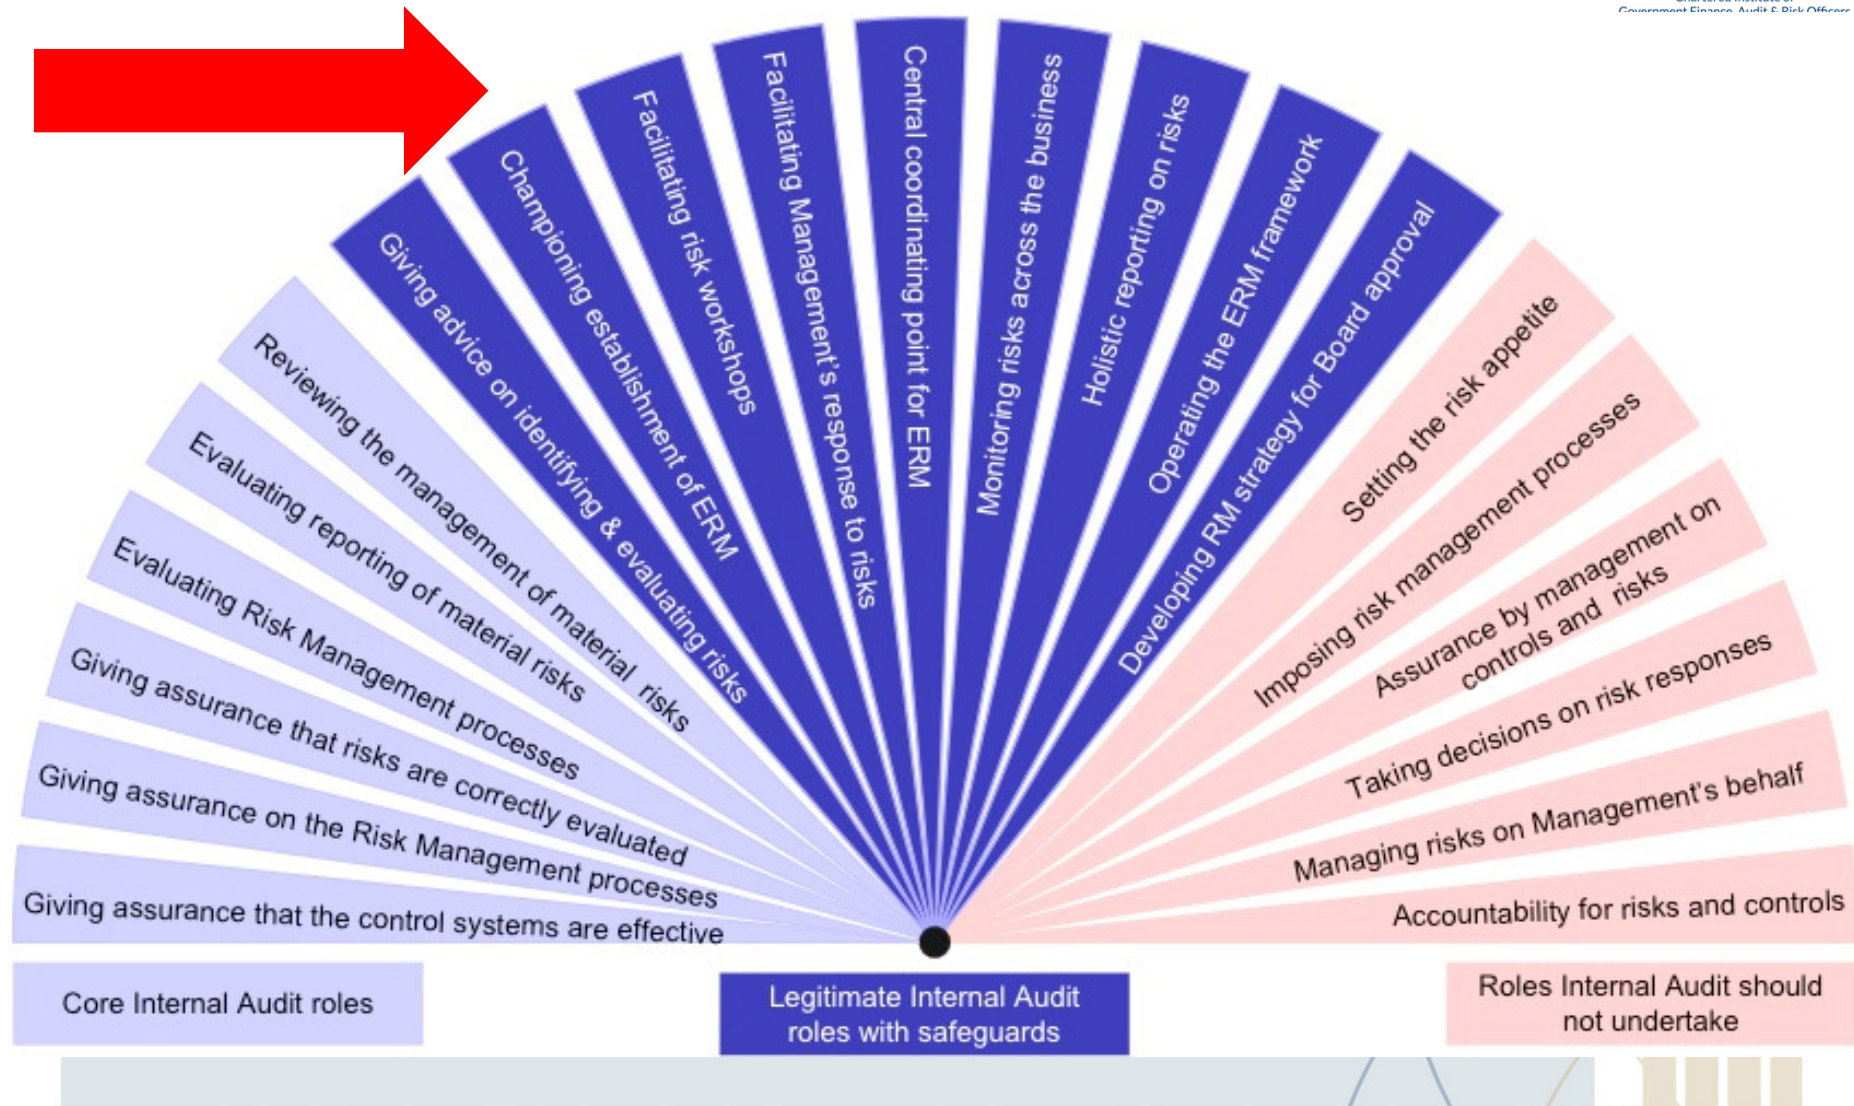 Government Finance, Audit & Risk Officers
Giving assurance that the control systems are effective
Giving assurance on the Risk Management processes
Giving assurance that risks are correctly evaluated
Evaluating Risk Management processes
Evaluating reporting of material risks
Reviewing the management of material risks
Giving advice on identifying & evaluating risks
Championing establishment of ERM
Facilitating risk workshops
Facilitating Management's response to risks
Central coordinating point for ERM
Monitoring risks across the business
Holistic reporting on risks
Operating the ERM framework
Developing RM strategy for Board approval
Setting the risk appetite
Imposing risk management processes
Assurance by management on
controls and risks
Taking decisions on risk responses
Managing risks on Management's behalf
Accountability for risks and controls
Core Internal Audit roles
Legitimate Internal Audit
roles with safeguards
Roles Internal Audit should
not undertake